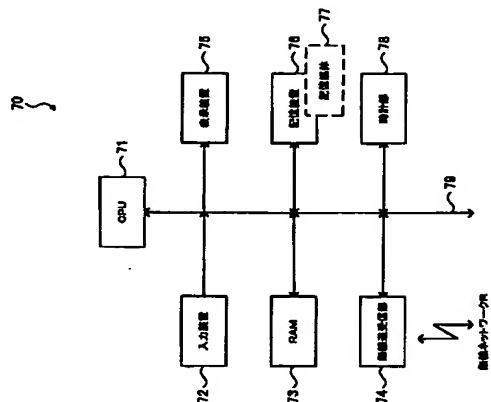 70
CPU
71
入力装置
72
表示装置
75
RAM
73
記憶装置
76
記憶媒体
77
無線送受信部
74
時計部
78
79
無線ネットワークR